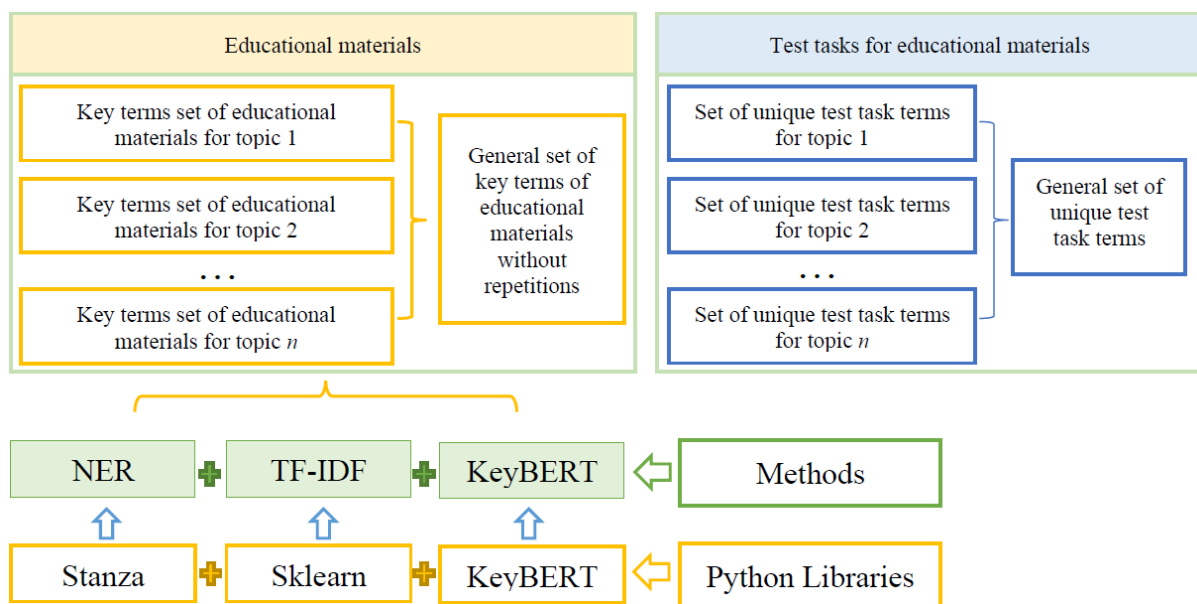 Educational materials
Key terms set of educational
materials for topic 1
Key terms set of educational
materials for topic 2
...
Key terms set of educational
materials for topic n
General set of
key terms of
educational
materials
without
repetitions
Test tasks for educational materials
Set of unique test task terms
for topic 1
Set of unique test task terms
for topic 2
...
Set of unique test task terms
for topic n
General set of
unique test
task terms
NER
TF-IDF
KeyBERT
Methods
Stanza
Sklearn
KeyBERT
Python Libraries